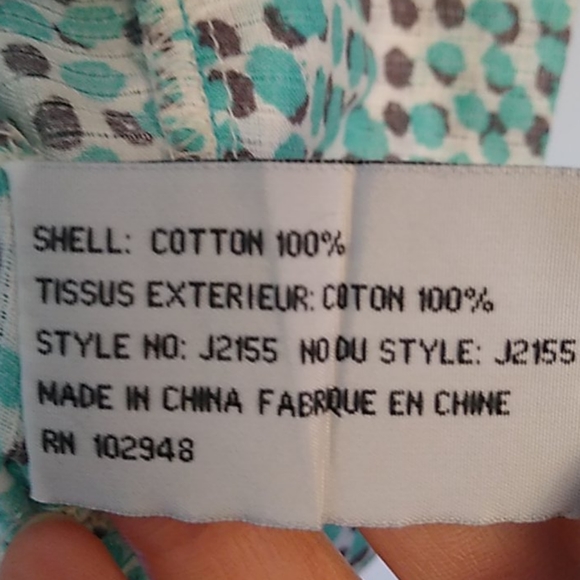 SHELL: COTTON 100%
TISSUS EXTERIEUR: COTON 100%
STYLE NO: J2155 NO DU STYLE: J2155
MADE IN CHINA FABRQUE EN CHINE
RN 102948